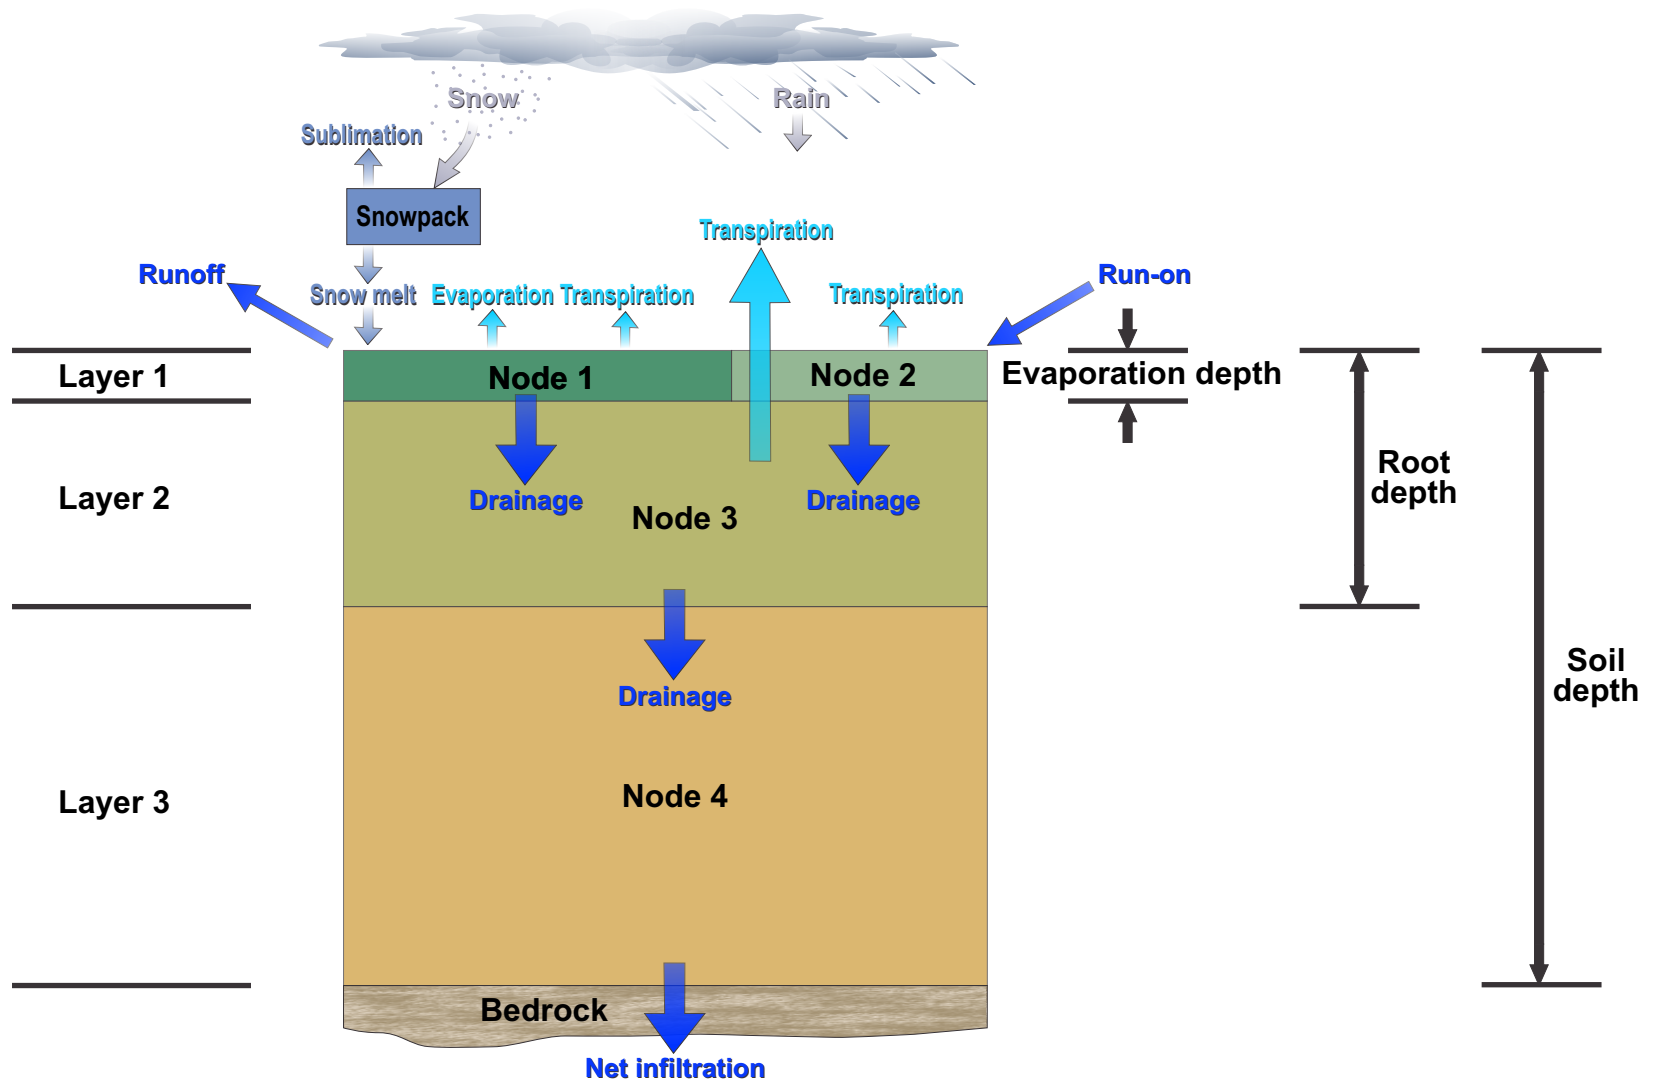 Snow
Rain
Sublimation
Snowpack
Transpiration
Runoff
Run-on
Snow melt
Evaporation
Transpiration
Transpiration
Layer 1
Node 1
Node 2
Evaporation depth
Layer 2
Drainage
Node 3
Drainage
Root
depth
Drainage
Soil
depth
Layer 3
Node 4
Bedrock
Net infiltration